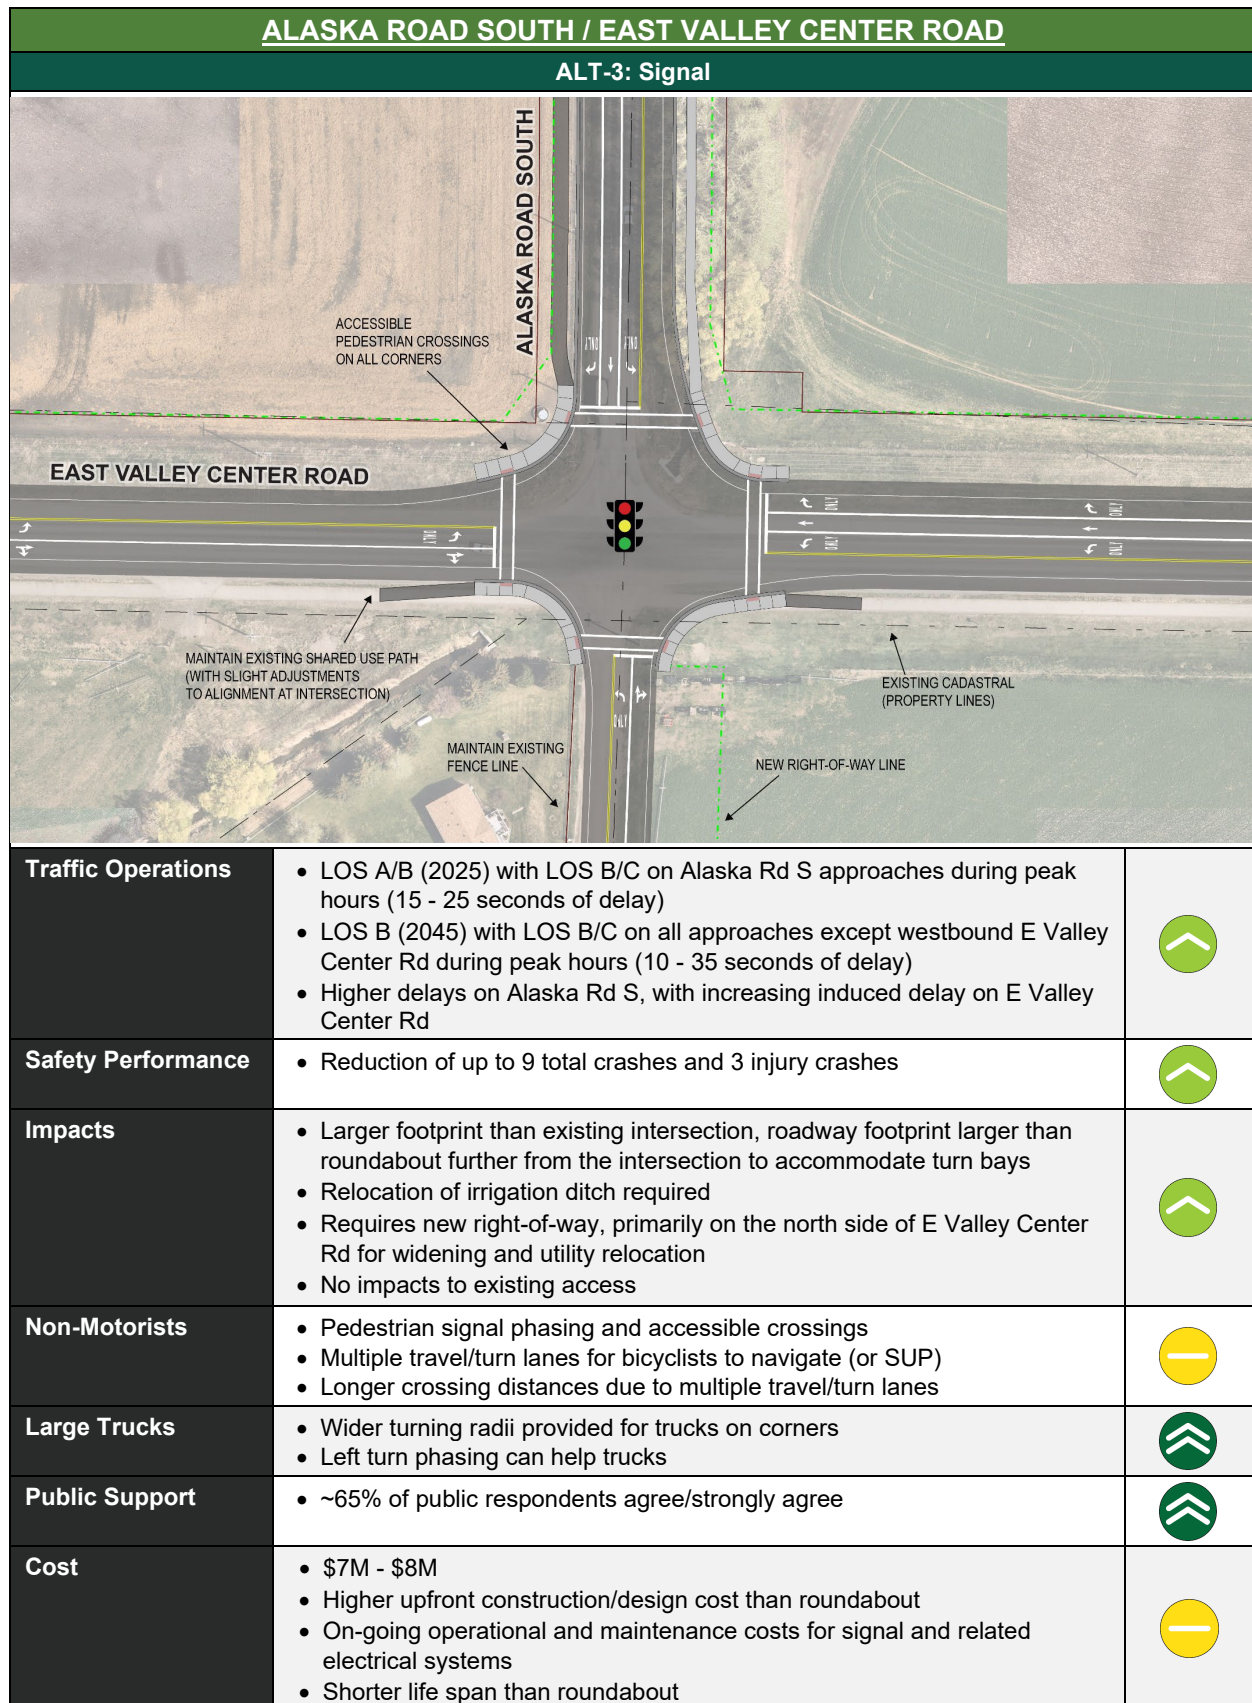 ALASKA ROAD SOUTH / EAST VALLEY CENTER ROAD
ALT-3: Signal
ALASKA ROAD SOUTH
ACCESSIBLE
PEDESTRIAN CROSSINGS
ON ALL CORNERS
ONLY
ONLY
EAST VALLEY CENTER ROAD
ONLY
ONLY
ONLY
ONLY
ONLY
MAINTAIN EXISTING SHARED USE PATH
(WITH SLIGHT ADJUSTMENTS
TO ALIGNMENT AT INTERSECTION)
EXISTING CADASTRAL
(PROPERTY LINES)
ONLY
MAINTAIN EXISTING
FENCE LINE
NEW RIGHT-OF-WAY LINE
Traffic Operations
• LOS A/B (2025) with LOS B/C on Alaska Rd S approaches during peak
hours (15 - 25 seconds of delay)
• LOS B (2045) with LOS B/C on all approaches except westbound E Valley
Center Rd during peak hours (10 - 35 seconds of delay)
• Higher delays on Alaska Rd S, with increasing induced delay on E Valley
Center Rd
Safety Performance
• Reduction of up to 9 total crashes and 3 injury crashes
Impacts
• Larger footprint than existing intersection, roadway footprint larger than
roundabout further from the intersection to accommodate turn bays
• Relocation of irrigation ditch required
• Requires new right-of-way, primarily on the north side of E Valley Center
Rd for widening and utility relocation
• No impacts to existing access
Non-Motorists
• Pedestrian signal phasing and accessible crossings
• Multiple travel/turn lanes for bicyclists to navigate (or SUP)
• Longer crossing distances due to multiple travel/turn lanes
Large Trucks
• Wider turning radii provided for trucks on corners
• Left turn phasing can help trucks
Public Support
• ~65% of public respondents agree/strongly agree
Cost
• $7M - $8M
• Higher upfront construction/design cost than roundabout
• On-going operational and maintenance costs for signal and related
electrical systems
• Shorter life span than roundabout